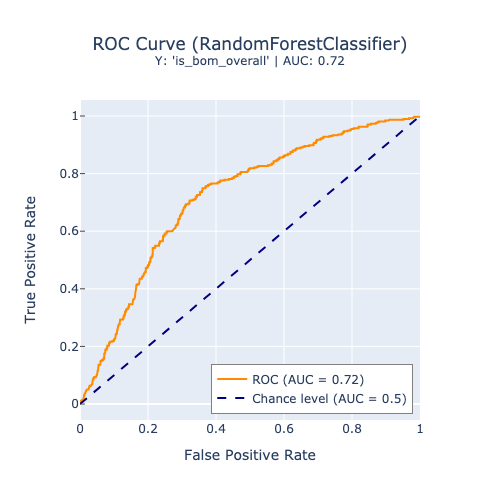 ROC Curve (RandomForestClassifier)
Y: 'is_bom_overall' | AUC: 0.72
True Positive Rate
1
0.8
0.6
0.4
0.2
0
ROC (AUC = 0.72)
Chance level (AUC = 0.5)
0 0.2 0.4 0.6 0.8 1
False Positive Rate